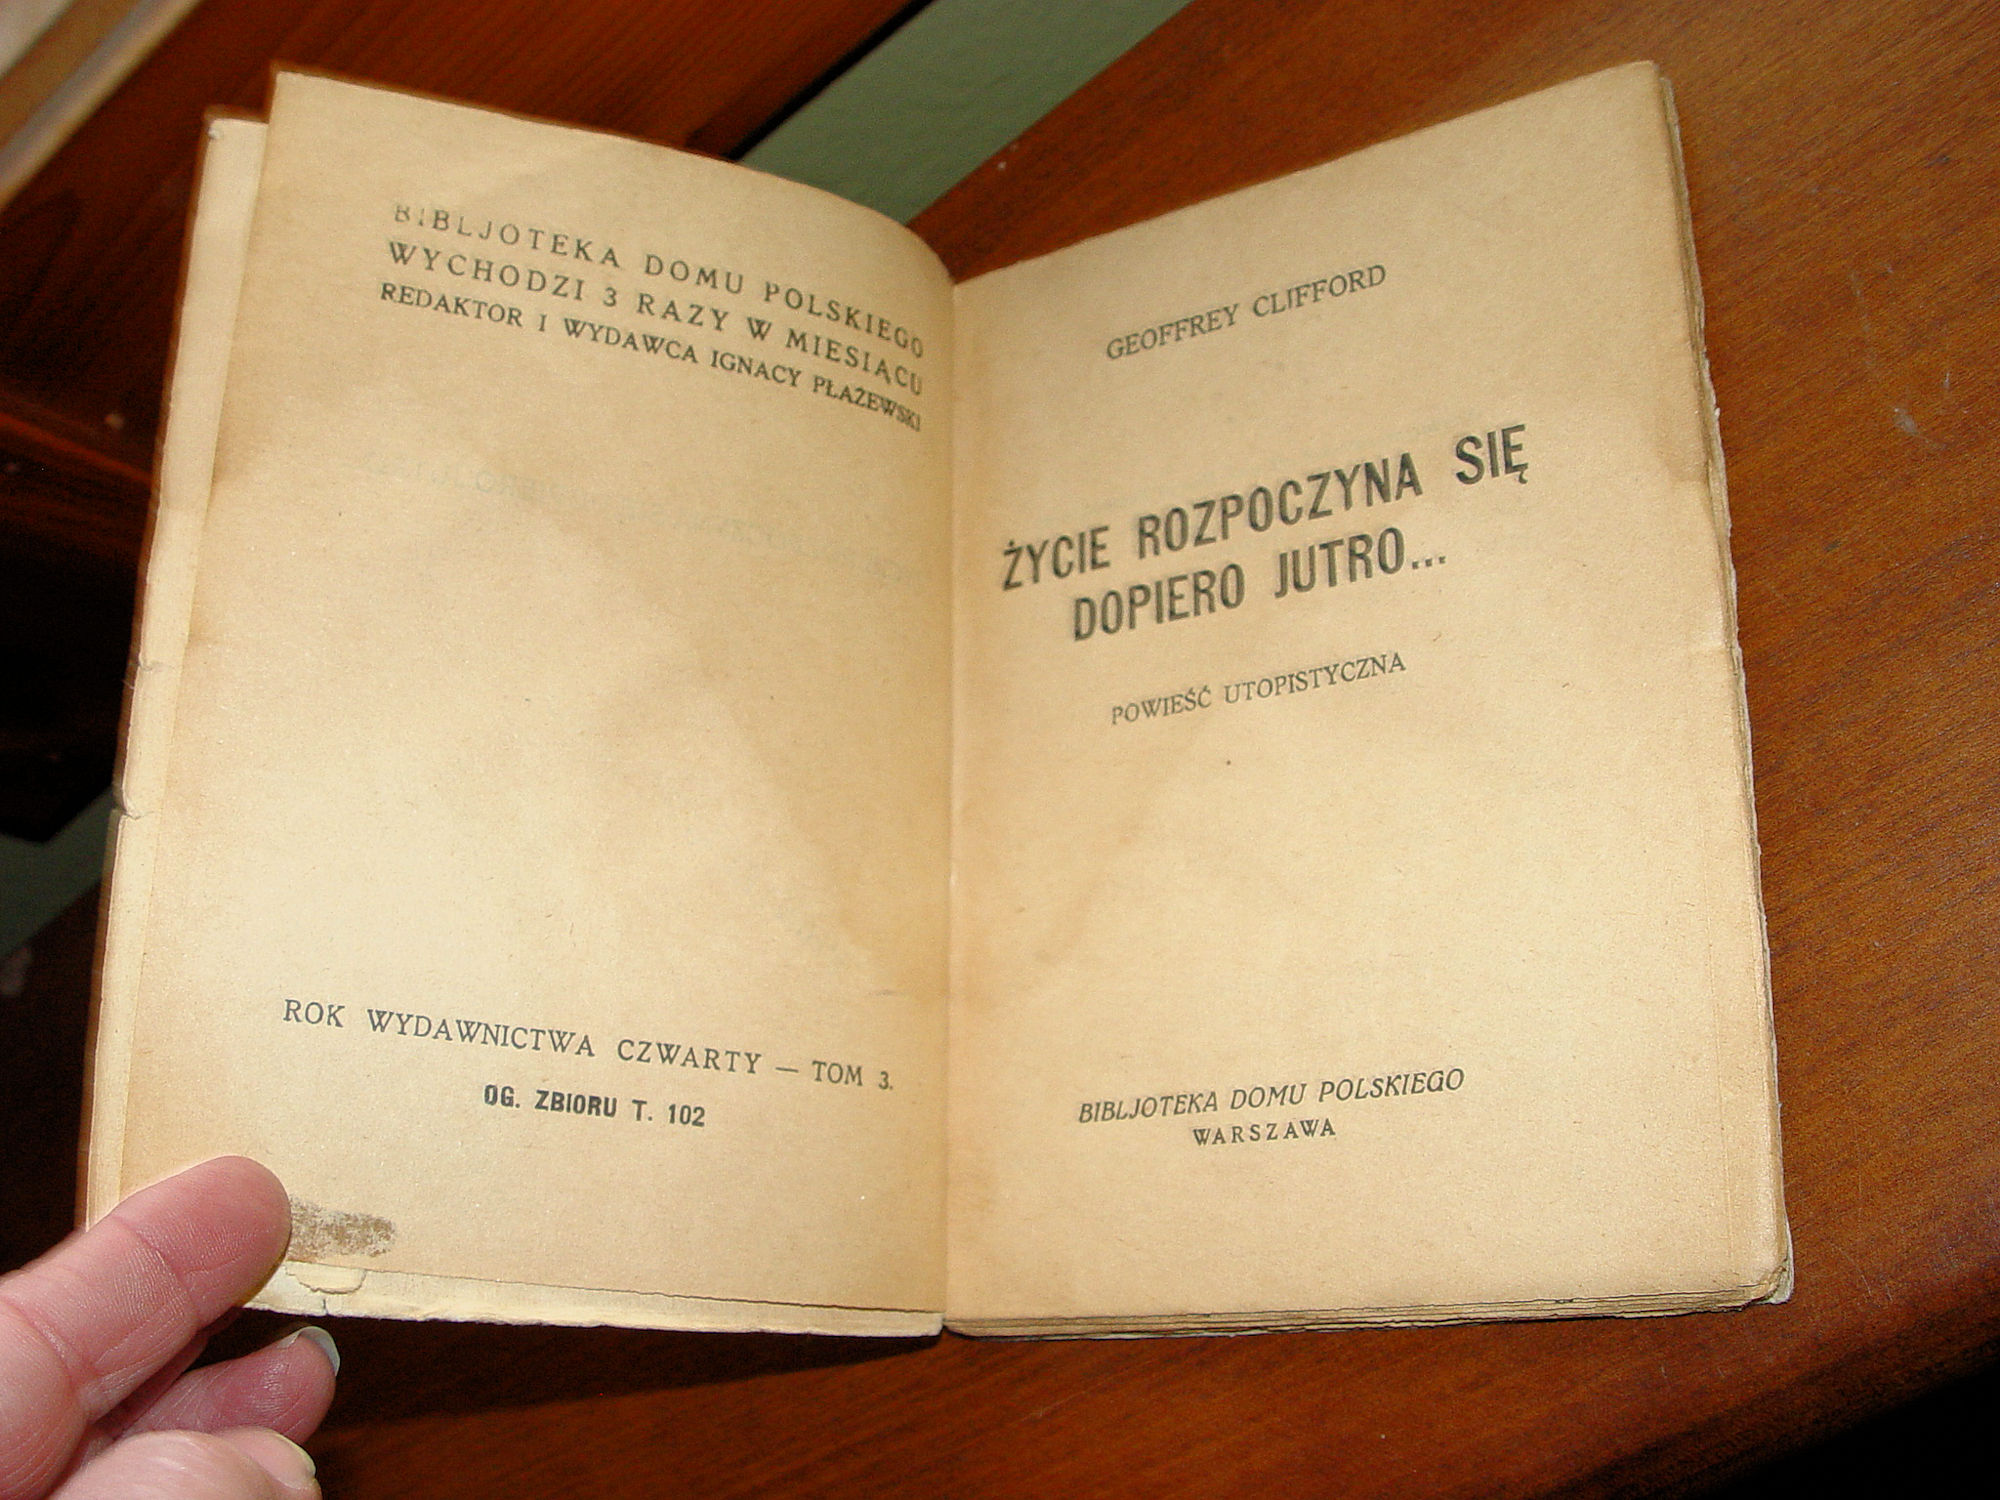 BIBLJOTEKA DOMU POLSKIEGO
WYCHODZI 3 RAZY W MIESIĄCU
REDAKTOR I WYDAWCA IGNACY PŁAŻEWSKI
ROK WYDAWNICTWA CZWARTY — TOM 3.
OG. ZBIORU T. 102
GEOFFREY CLIFFORD
ŻYCIE ROZPOCZYNA SIĘ
DOPIERO JUTRO...
POWIEŚĆ UTOPISTYCZNA
BIBLJOTEKA DOMU POLSKIEGO
WARSZAWA